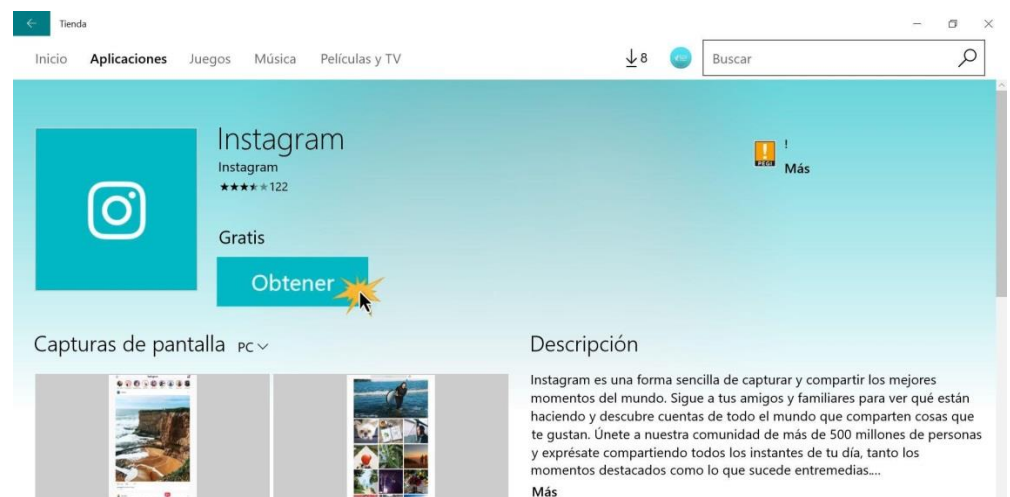 Tienda
Inicio Aplicaciones Juegos Música Películas y TV 8 Buscar
Instagram
Instagram
122
Gratis
Obtener
PEGI
!
Más
Capturas de pantalla PC
Descripción
Instagram es una forma sencilla de capturar y compartir los mejores
momentos del mundo. Sigue a tus amigos y familiares para ver qué están
haciendo y descubre cuentas de todo el mundo que comparten cosas que
te gustan. Únete a nuestra comunidad de más de 500 millones de personas
y exprésate compartiendo todos los instantes de tu día, tanto los
momentos destacados como lo que sucede entremedias....
Más